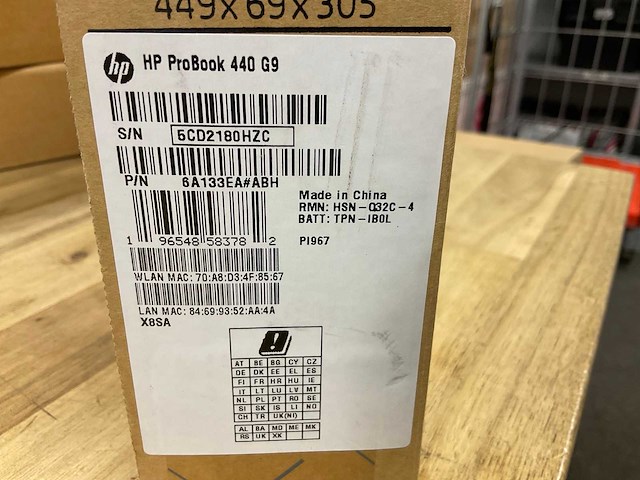 449x69x305
hp HP ProBook 440 G9
S/N 5CD2180HZC
P/N 6A133EA#ABH
Made in China
RMN: HSN-Q32C-4
BATT: TPN-IB0L
1 96548 58378 2 PI967
WLAN MAC: 70:A8:D3:4F:85:67
LAN MAC: 84:69:93:52:AA:4A
X8SA
AT BE BG CY CZ
DE DK EE EL ES
FI FR HR HU IE
IT LT LU LV MT
NL PL PT RO SE
SI SK IS LI NO
CH TR UK(NI)
AL BA MD ME MK
RS UK XK